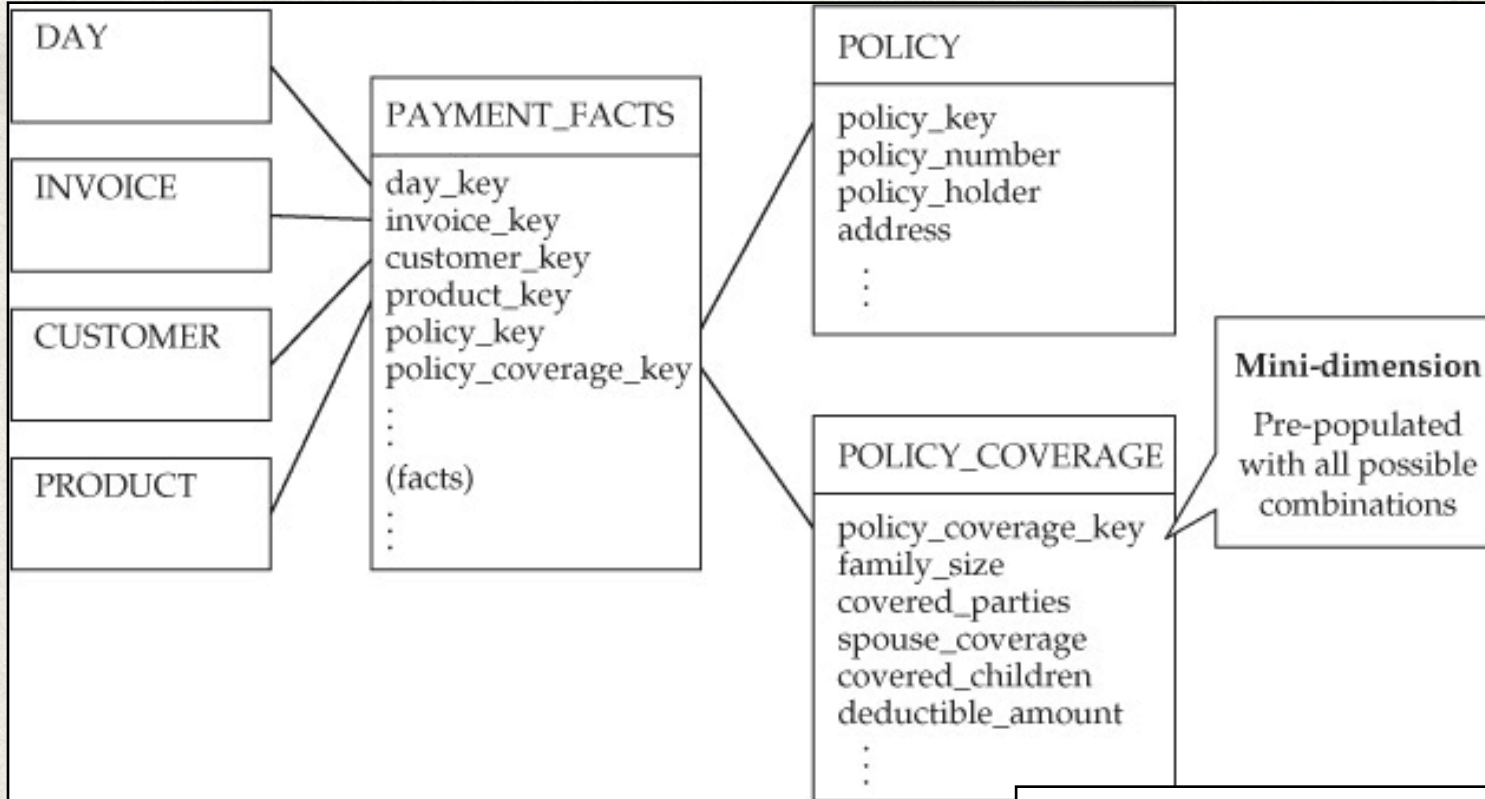 DAY
INVOICE
CUSTOMER
PRODUCT
PAYMENT_FACTS
day_key
invoice_key
customer_key
product_key
policy_key
policy_coverage_key
:
:
(facts)
:
:
POLICY
policy_key
policy_number
policy_holder
address
:
POLICY_COVERAGE
policy_coverage_key
family_size
covered_parties
spouse_coverage
covered_children
deductible_amount
:
Mini-dimension
Pre-populated
with all possible
combinations